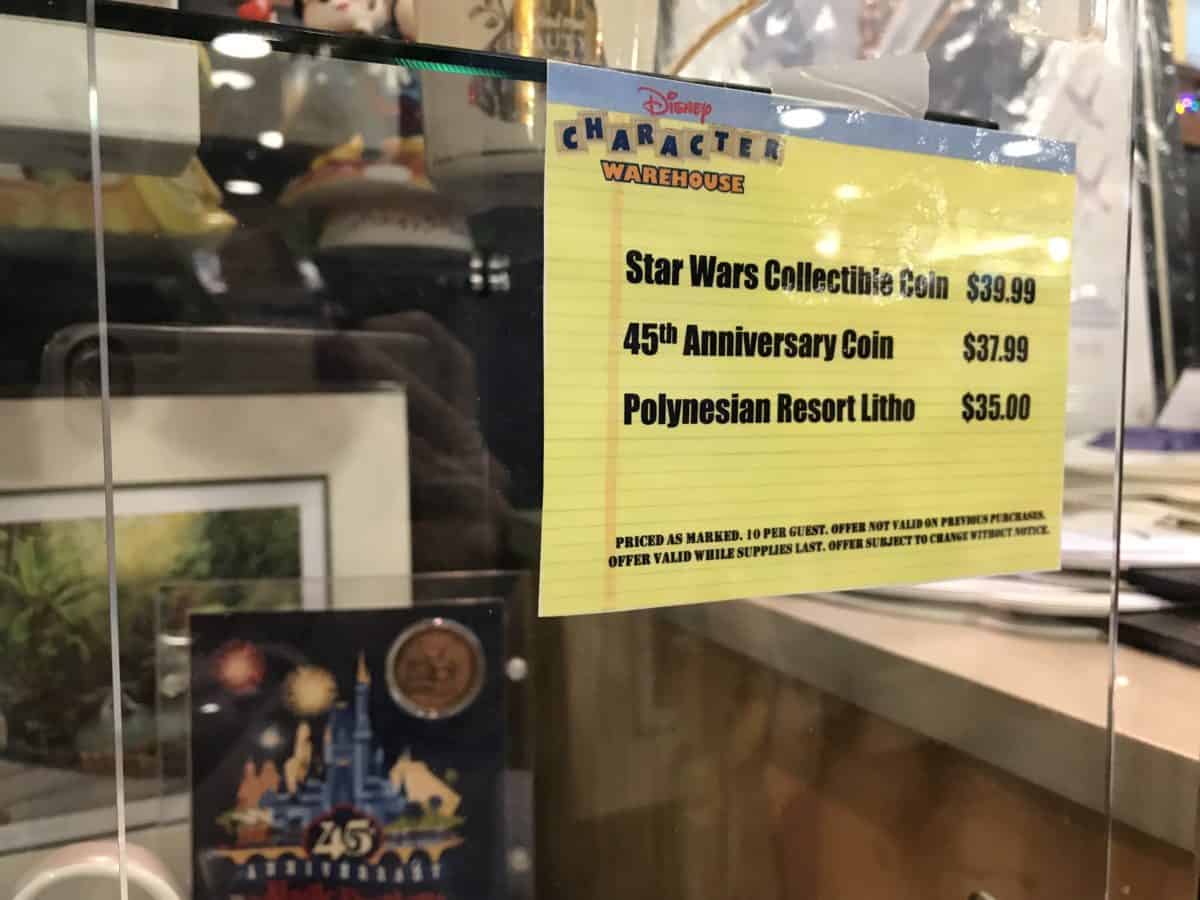 Disney
CHARACTER
WAREHOUSE
Star Wars Collectible Coin $39.99
45th Anniversary Coin $37.99
Polynesian Resort Litho $35.00
PRICED AS MARKED. 10 PER GUEST. OFFER NOT VALID ON PREVIOUS PURCHASES.
OFFER VALID WHILE SUPPLIES LAST. OFFER SUBJECT TO CHANGE WITHOUT NOTICE.
45
ANNIVERSARY